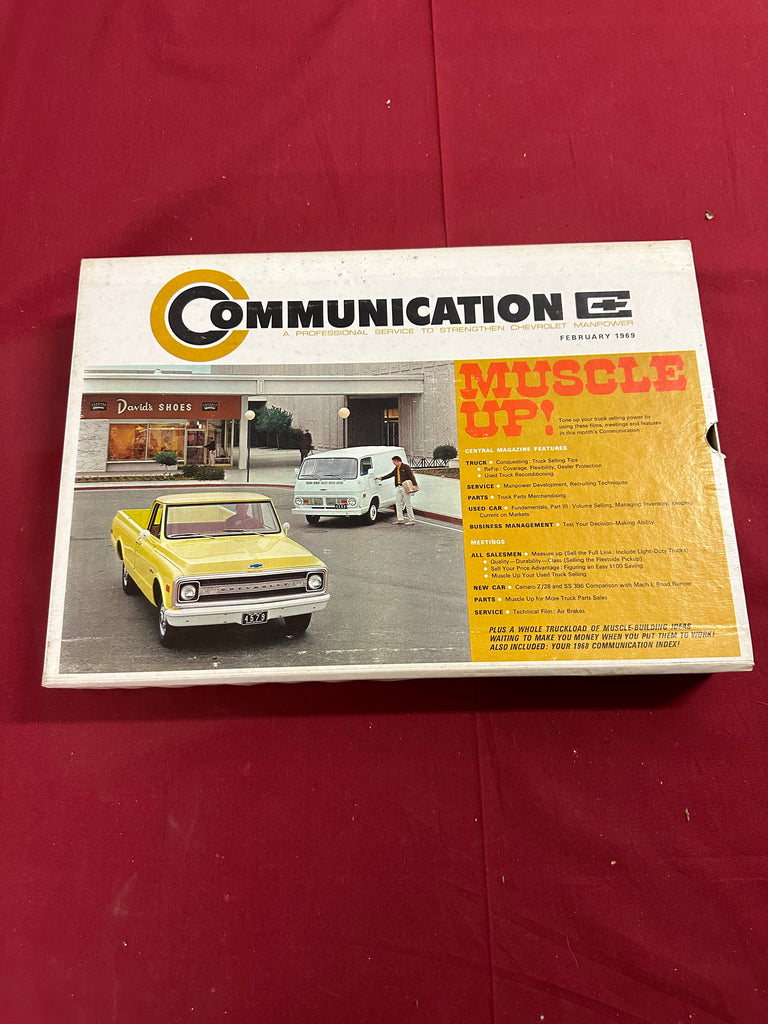 COMMUNICATION
A PROFESSIONAL SERVICE TO STRENGTHEN CHEVROLET MANPOWER
FEBRUARY 1969
David's SHOES
CHEVROLET
4579
MUSCLE
UP!
Tone up your truck selling power by
using these films, meetings and features
in this month's Communication.
CENTRAL MAGAZINE FEATURES
TRUCK • Conquesting: Truck Selling Tips
• ReFip: Coverage, Flexibility, Dealer Protection
• Used Truck Reconditioning
SERVICE • Manpower Development, Recruiting Techniques
PARTS • Truck Parts Merchandising
USED CAR • Fundamentals, Part III: Volume Selling, Managing Inventory, Keeping
Current on Markets
BUSINESS MANAGEMENT • Test Your Decision-Making Ability
MEETINGS
ALL SALESMEN • Measure up (Sell the Full Line: Include Light-Duty Trucks)
• Quality—Durability—Class (Selling the Fleetside Pickup)
• Sell Your Price Advantage: Figuring an Easy $100 Saving
• Muscle Up Your Used Truck Selling
NEW CAR • Camaro Z/28 and SS 396 Comparison with Mach I, Road Runner
PARTS • Muscle Up for More Truck Parts Sales
SERVICE • Technical Film: Air Brakes
PLUS A WHOLE TRUCKLOAD OF MUSCLE-BUILDING IDEAS
WAITING TO MAKE YOU MONEY WHEN YOU PUT THEM TO WORK!
ALSO INCLUDED: YOUR 1968 COMMUNICATION INDEX!